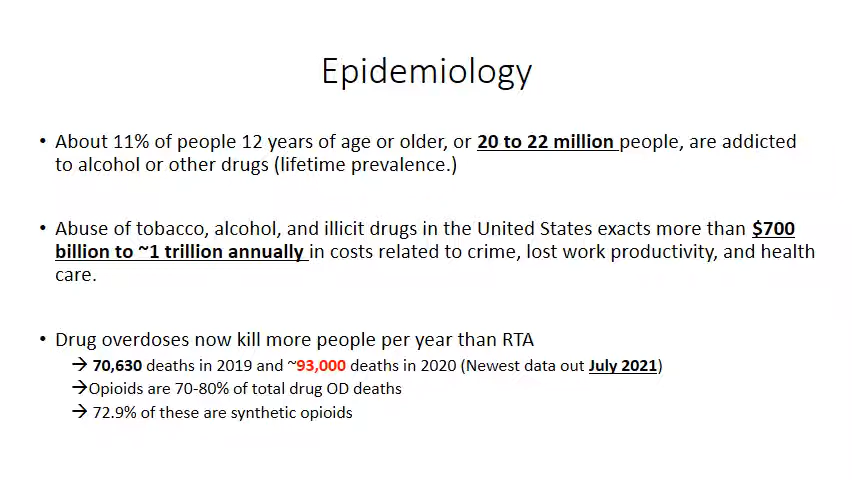 Epidemiology
• About 11% of people 12 years of age or older, or 20 to 22 million people, are addicted
to alcohol or other drugs (lifetime prevalence.)
• Abuse of tobacco, alcohol, and illicit drugs in the United States exacts more than $700
billion to ~1 trillion annually in costs related to crime, lost work productivity, and health
care.
• Drug overdoses now kill more people per year than RTA
→ 70,630 deaths in 2019 and ~93,000 deaths in 2020 (Newest data out July 2021)
→Opioids are 70-80% of total drug OD deaths
→ 72.9% of these are synthetic opioids